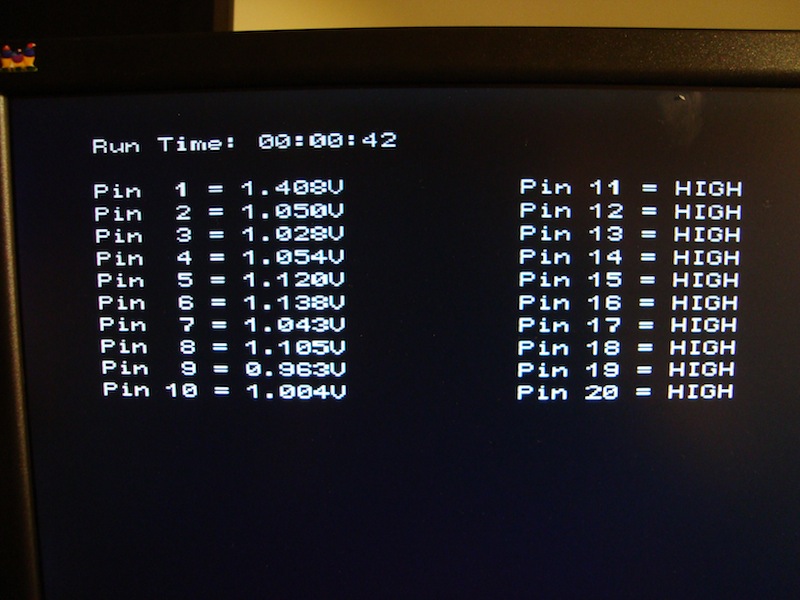 Run Time: 00:00:42
Pin  1 = 1.408V Pin 11 = HIGH
Pin  2 = 1.050V Pin 12 = HIGH
Pin  3 = 1.028V Pin 13 = HIGH
Pin  4 = 1.054V Pin 14 = HIGH
Pin  5 = 1.120V Pin 15 = HIGH
Pin  6 = 1.138V Pin 16 = HIGH
Pin  7 = 1.043V Pin 17 = HIGH
Pin  8 = 1.105V Pin 18 = HIGH
Pin  9 = 0.963V Pin 19 = HIGH
Pin 10 = 1.004V Pin 20 = HIGH